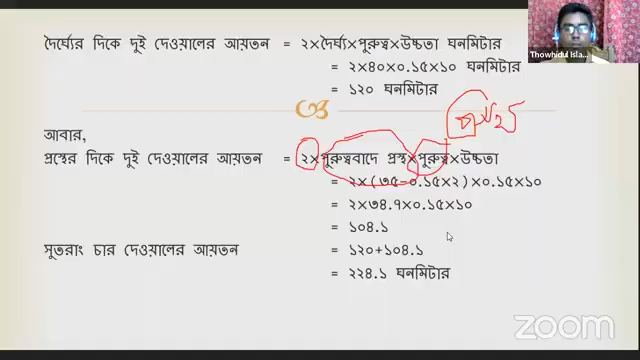 Thowhidul Isla...
দৈর্ঘ্যের দিকে দুই দেওয়ালের আয়তন = ২×দৈর্ঘ্য×পুরুত্ব×উচ্চতা ঘনমিটার
= ২×৪০×০.১৫×১০ ঘনমিটার
= ১২০ ঘনমিটার
আবার,
প্রস্থের দিকে দুই দেওয়ালের আয়তন = ২×পুরুত্ববাদে প্রস্থ×পুরুত্ব×উচ্চতা
= ২×(৩৫-০.১৫×২)×০.১৫×১০
= ২×৩৪.৭×০.১৫×১০
= ১০৪.১
সুতরাং চার দেওয়ালের আয়তন = ১২০+১০৪.১
= ২২৪.১ ঘনমিটার
zoom